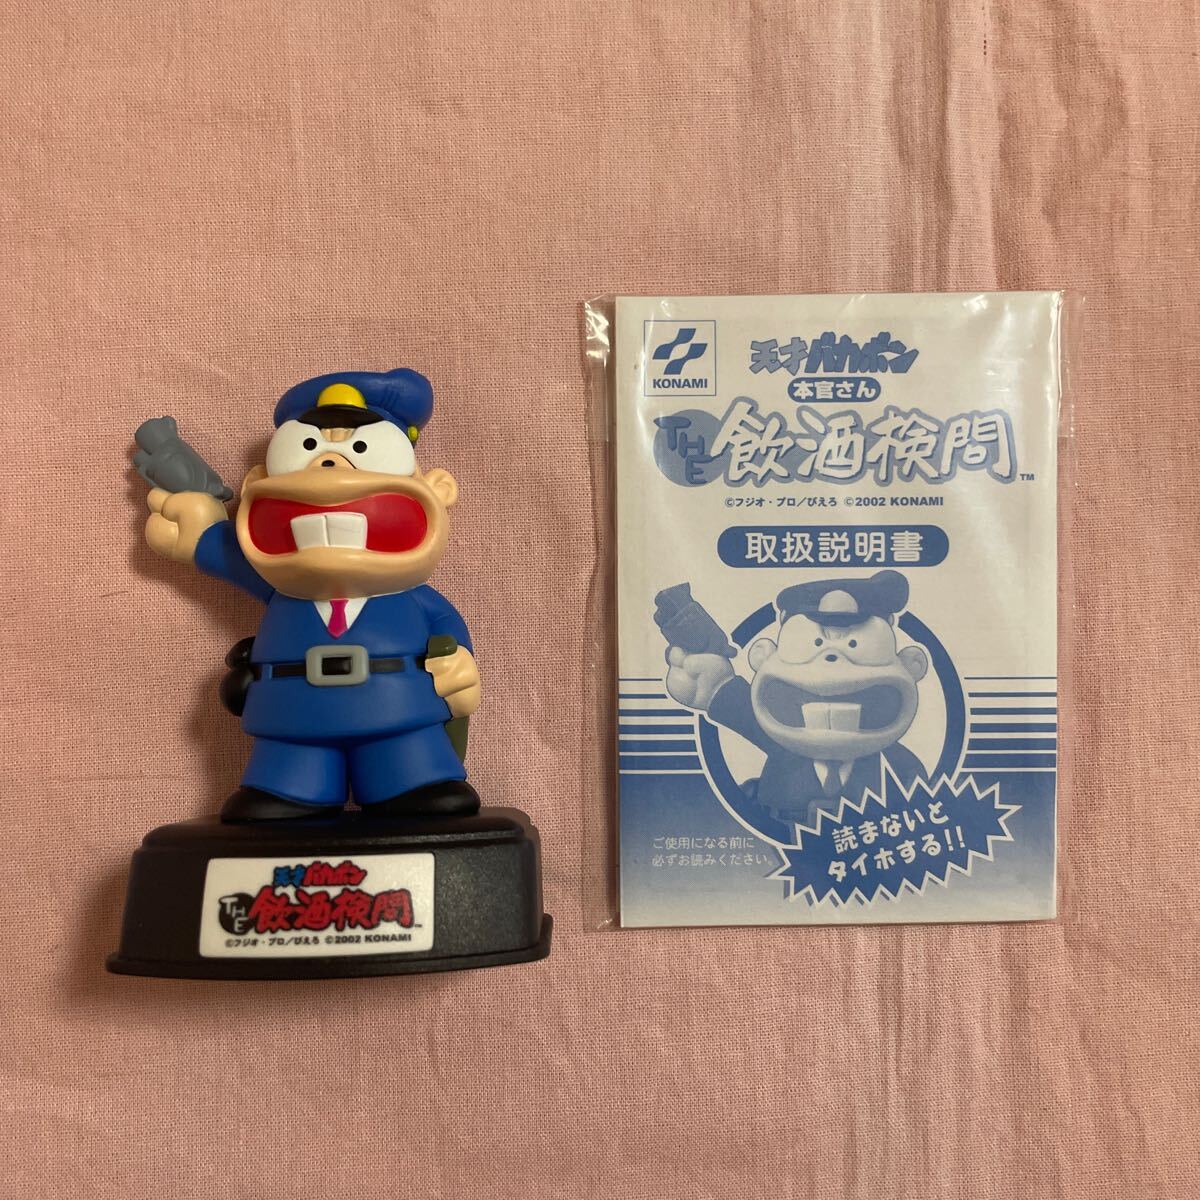 天才バカボン
THE 飲酒検問™
©フジオ・プロ/ぴえろ ©2002 KONAMI
KONAMI
天才バカボン
本官さん
THE 飲酒検問™
©フジオ・プロ/ぴえろ ©2002 KONAMI
取扱説明書
ご使用になる前に
必ずお読みください。
読まないと
タイホする!!